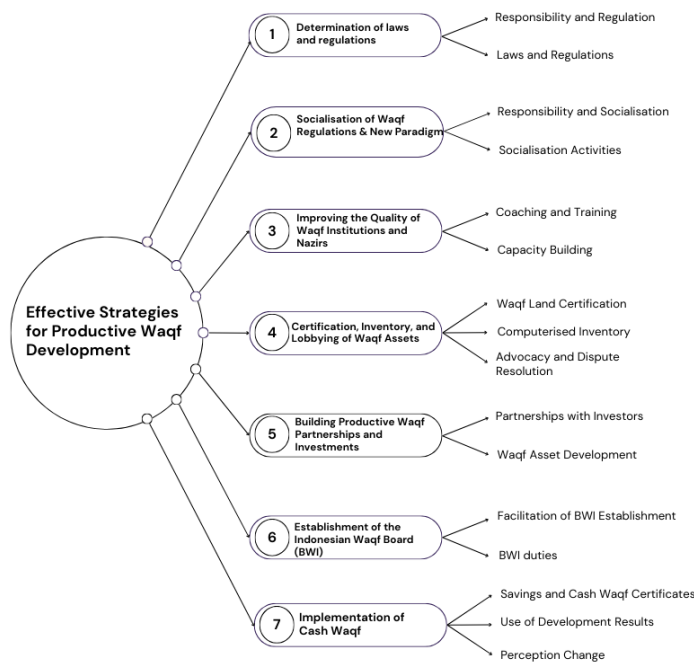 Effective Strategies
for Productive Waqf
Development
1
Determination of laws
and regulations
Responsibility and Regulation
Laws and Regulations
2
Socialisation of Waqf
Regulations & New Paradigm
Responsibility and Socialisation
Socialisation Activities
3
Improving the Quality of
Waqf Institutions and
Nazirs
Coaching and Training
Capacity Building
4
Certification, Inventory, and
Lobbying of Waqf Assets
Waqf Land Certification
Computerised Inventory
Advocacy and Dispute
Resolution
5
Building Productive Waqf
Partnerships and
Investments
Partnerships with Investors
Waqf Asset Development
6
Establishment of the
Indonesian Waqf Board
(BWI)
Facilitation of BWI Establishment
BWI duties
7
Implementation of
Cash Waqf
Savings and Cash Waqf Certificates
Use of Development Results
Perception Change